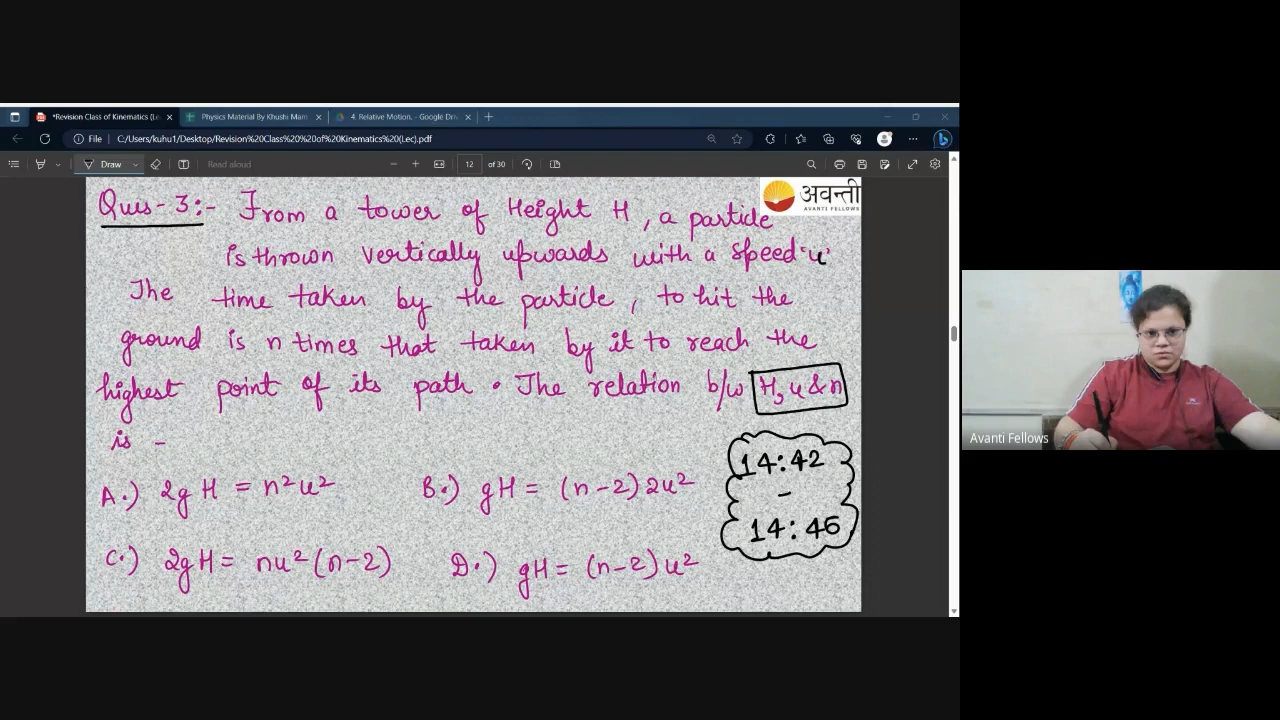 *Revision Class of Kinematics (Le
Physics Material By Khushi Mam
4. Relative Motion. - Google Driv
File
C:/Users/kuhu1/Desktop/Revision%20Class%20%20of%20Kinematics%20(Lec).pdf
Draw
Read aloud
12 of 30
अवन्ती
AVANTI FELLOWS
Ques-3:- From a tower of Height H, a particle
is thrown vertically upwards with a speed 'u'
The time taken by the particle, to hit the
ground is n times that taken by it to reach the
highest point of its path. The relation b/w H, u & n
is -
14:42
-
14:46
A.) 2gH = n²u²
B.) gH = (n-2)2u²
C.) 2gH = nu²(n-2)
D.) gH = (n-2)u²
Avanti Fellows